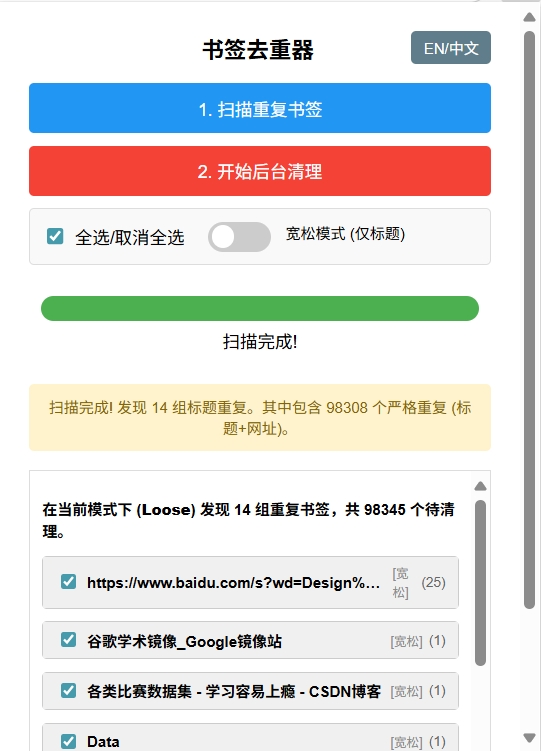 书签去重器
EN/中文
1. 扫描重复书签
2. 开始后台清理
全选/取消全选
宽松模式 (仅标题)
扫描完成!
扫描完成! 发现 14 组标题重复。其中包含 98308 个严格重复 (标
题+网址)。
在当前模式下 (Loose) 发现 14 组重复书签，共 98345 个待清
理。
https://www.baidu.com/s?wd=Design%... [宽 (25)
松]
谷歌学术镜像_Google镜像站 [宽松] (1)
各类比赛数据集 - 学习容易上瘾 - CSDN博客 [宽松] (1)
Data [宽松] (1)